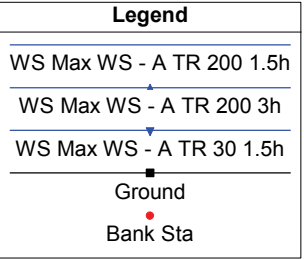 Legend
WS Max WS - A TR 200 1.5h
WS Max WS - A TR 200 3h
WS Max WS - A TR 30 1.5h
Ground
Bank Sta